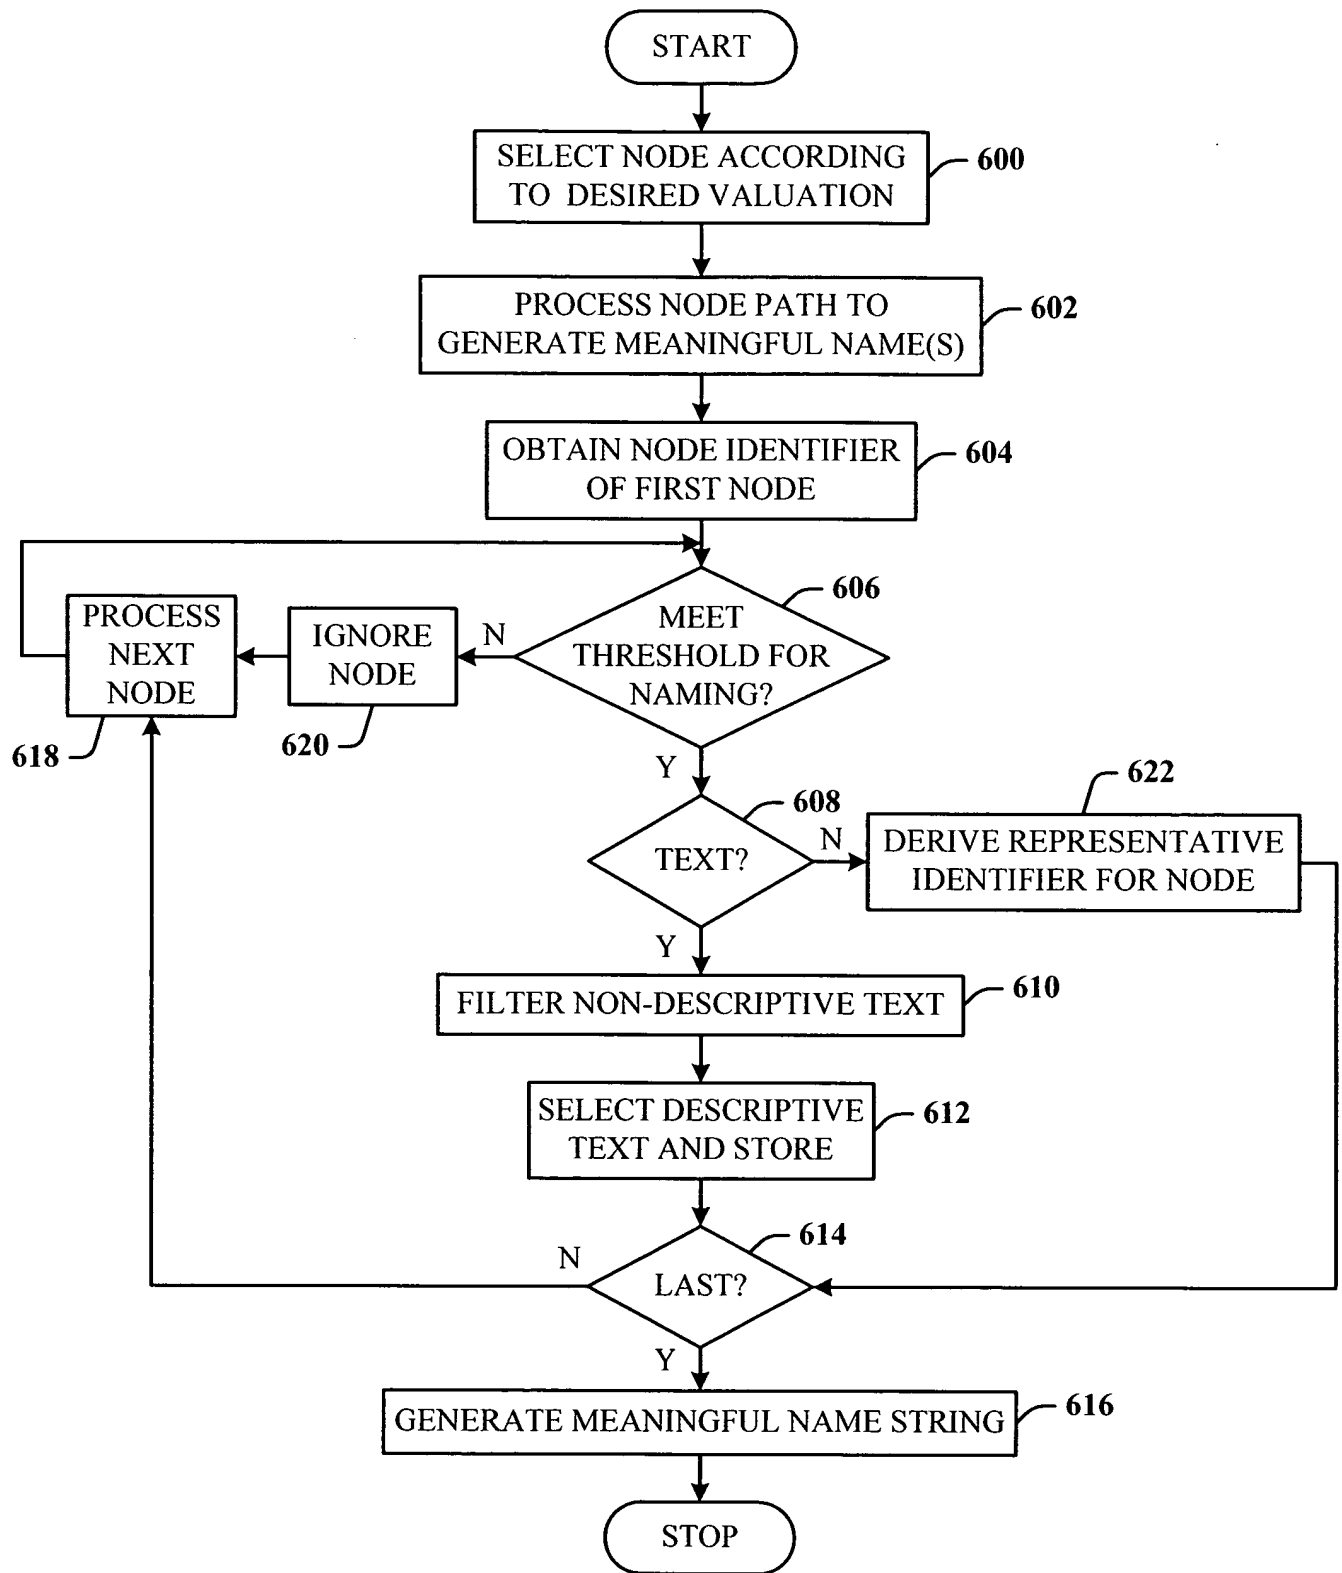 START
SELECT NODE ACCORDING
TO DESIRED VALUATION
600
PROCESS NODE PATH TO
GENERATE MEANINGFUL NAME(S)
602
OBTAIN NODE IDENTIFIER
OF FIRST NODE
604
606
MEET
THRESHOLD FOR
NAMING?
N
IGNORE
NODE
620
PROCESS
NEXT
NODE
618
Y
608
TEXT?
N
622
DERIVE REPRESENTATIVE
IDENTIFIER FOR NODE
Y
FILTER NON-DESCRIPTIVE TEXT
610
SELECT DESCRIPTIVE
TEXT AND STORE
612
614
LAST?
N
Y
GENERATE MEANINGFUL NAME STRING
616
STOP